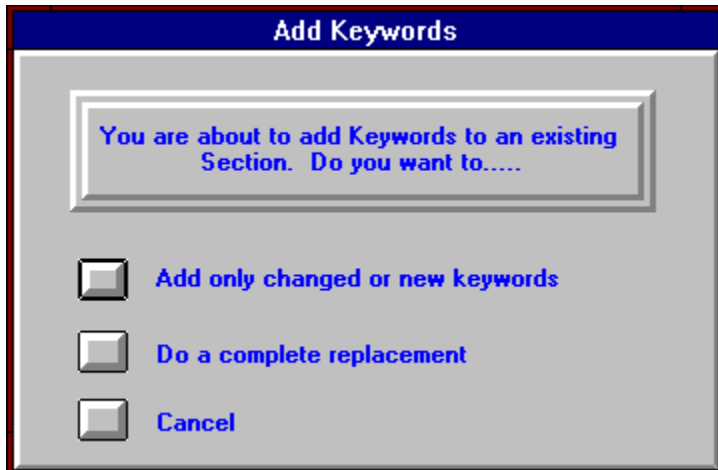 Add Keywords
You are about to add Keywords to an existing
Section.  Do you want to.....
Add only changed or new keywords
Do a complete replacement
Cancel